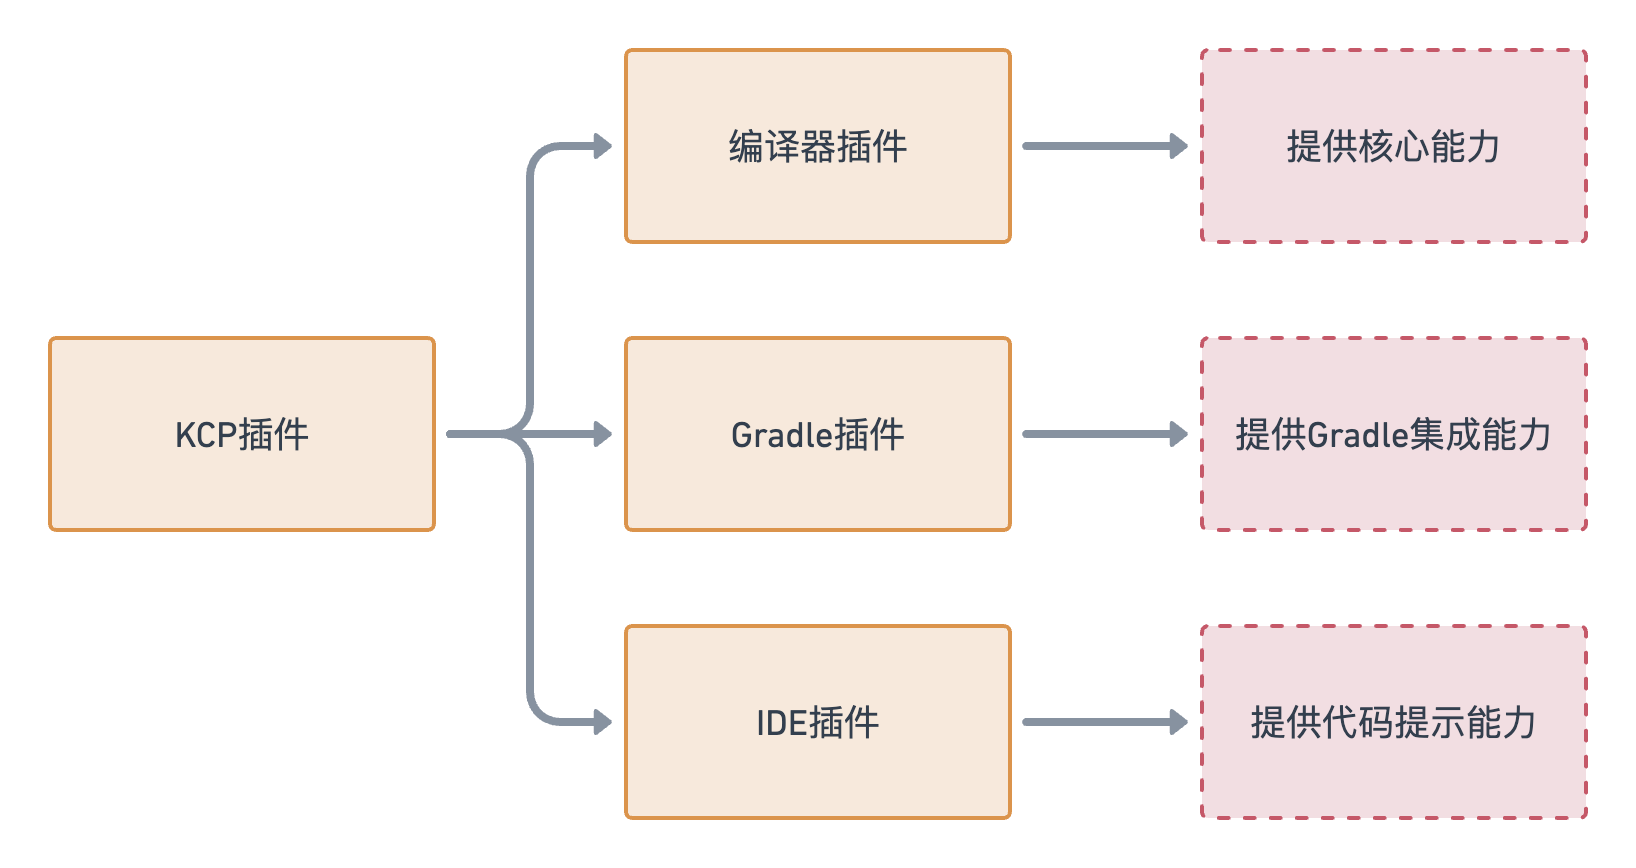 编译器插件
提供核心能力
KCP插件
Gradle插件
提供Gradle集成能力
IDE插件
提供代码提示能力